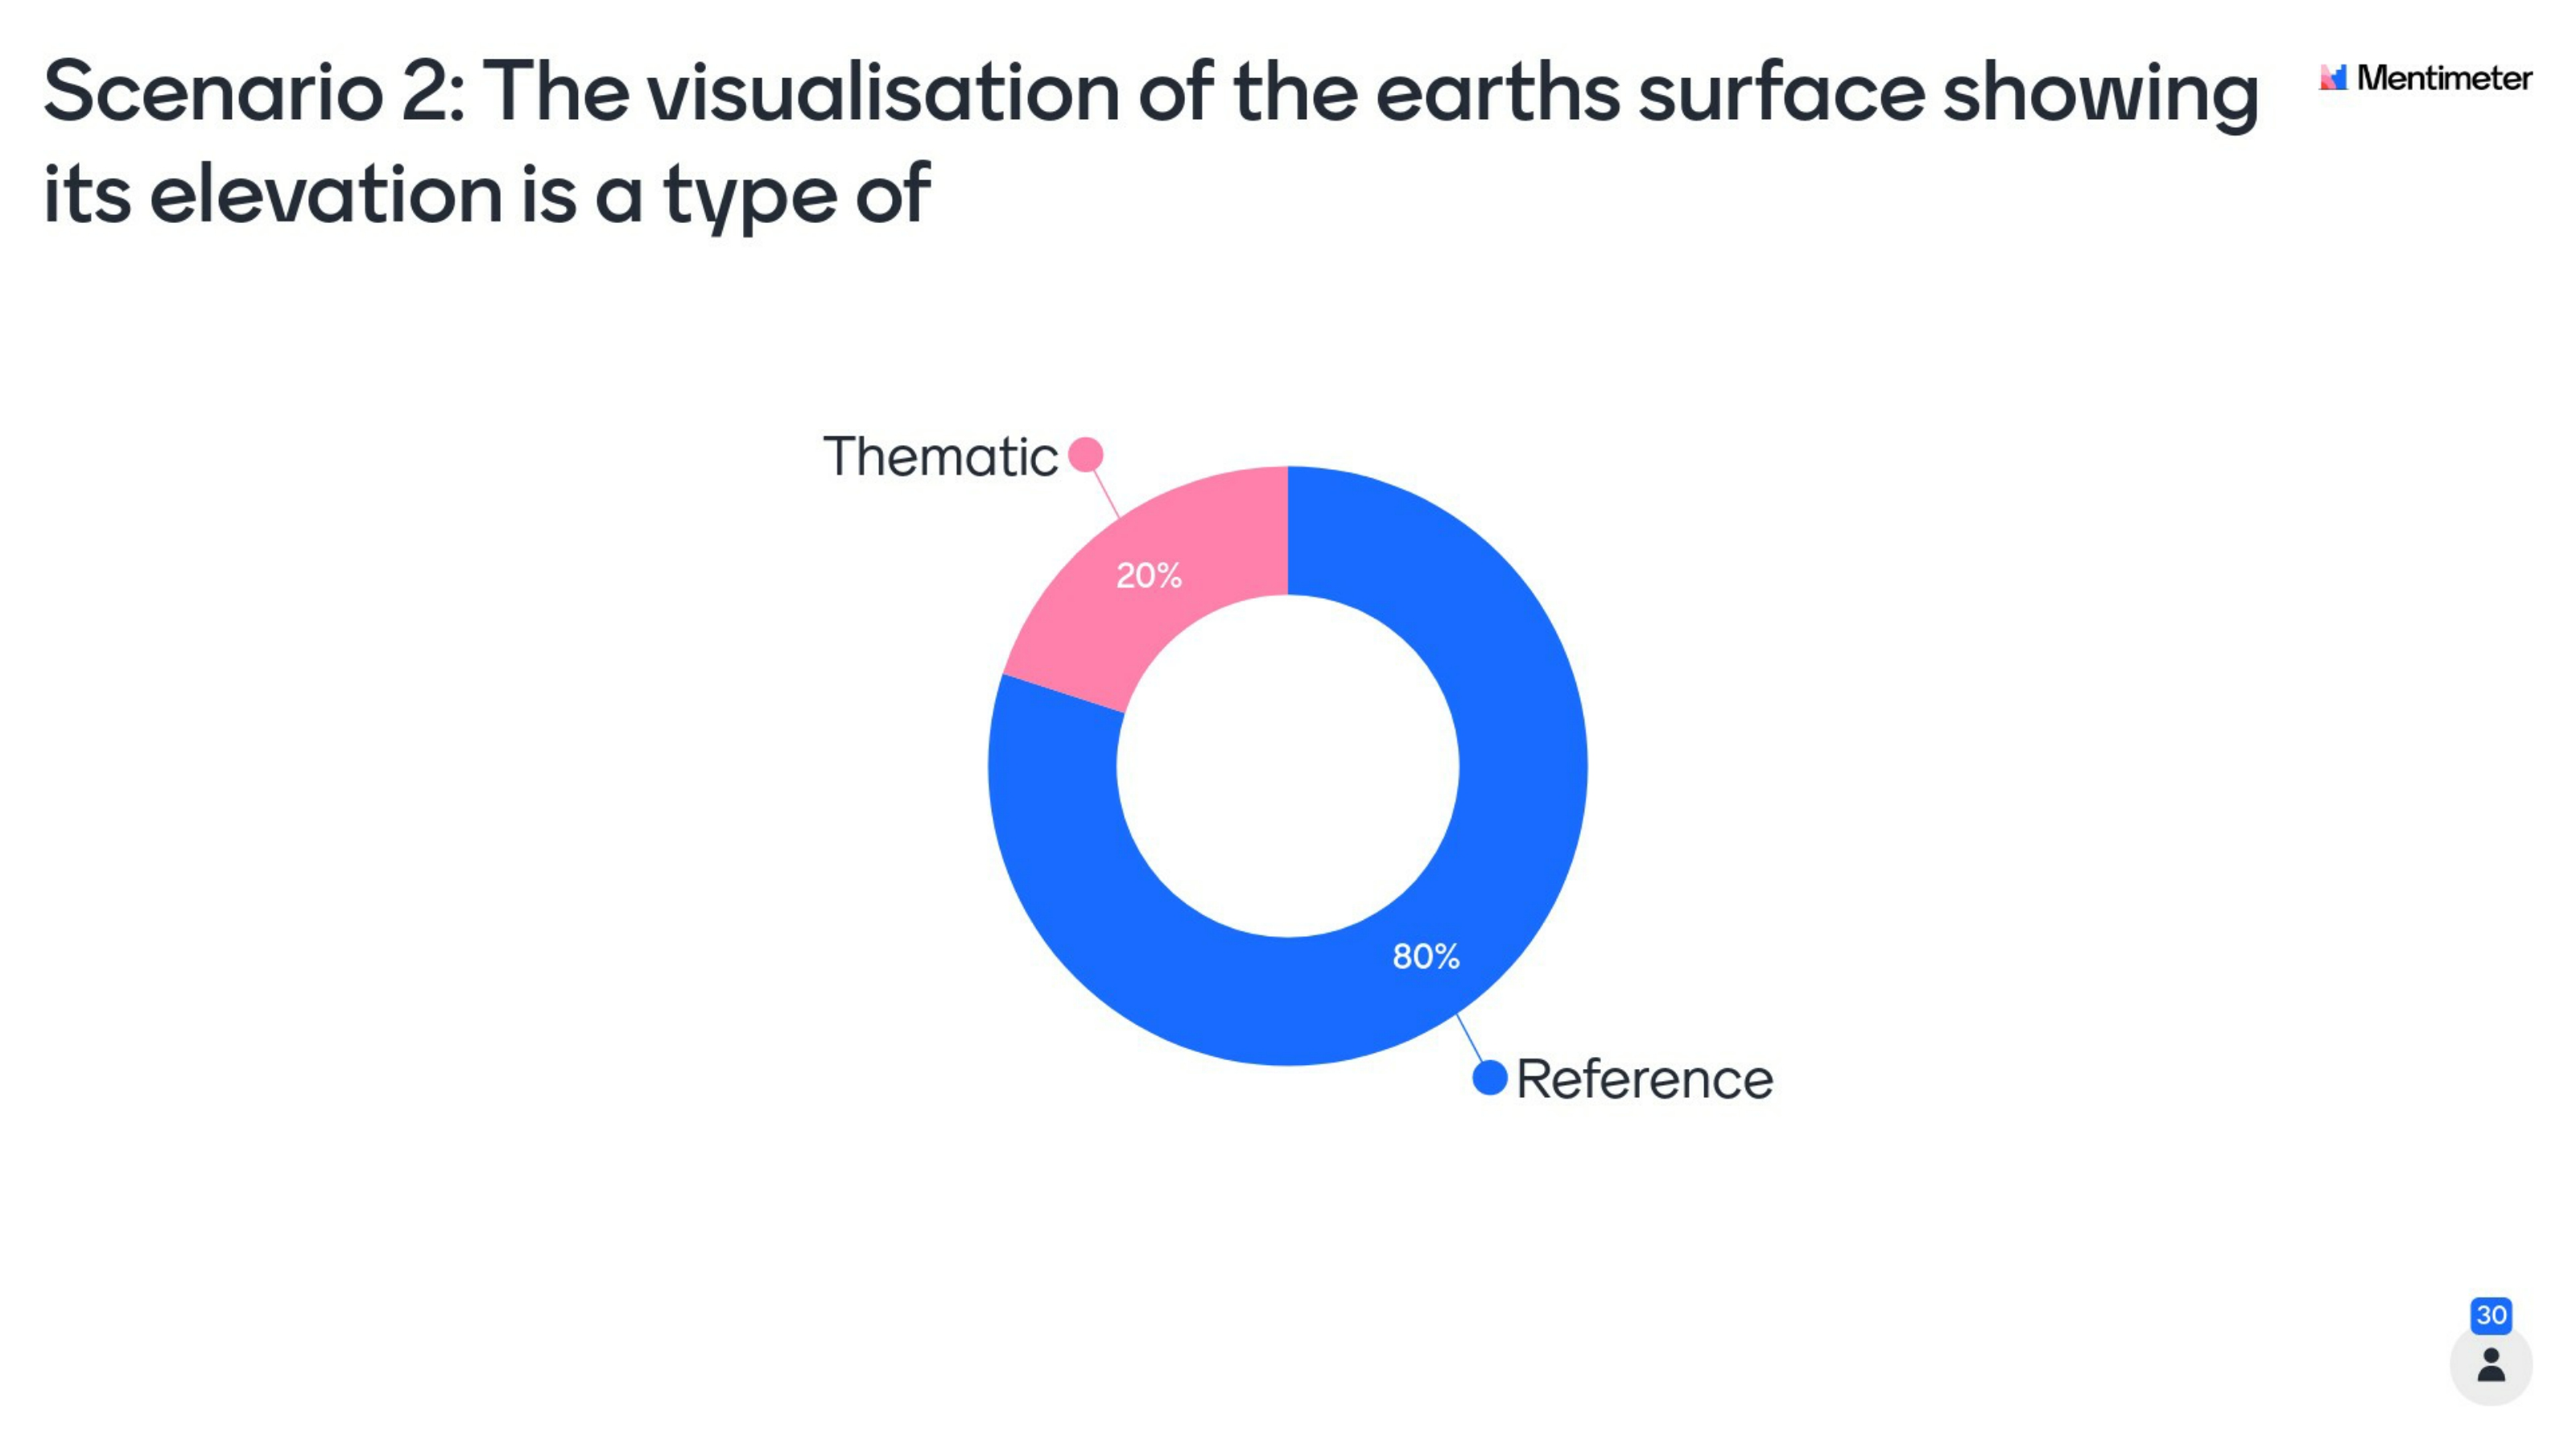 Scenario 2: The visualisation of the earths surface showing
its elevation is a type of
Mentimeter
Thematic
20%
80%
Reference
30